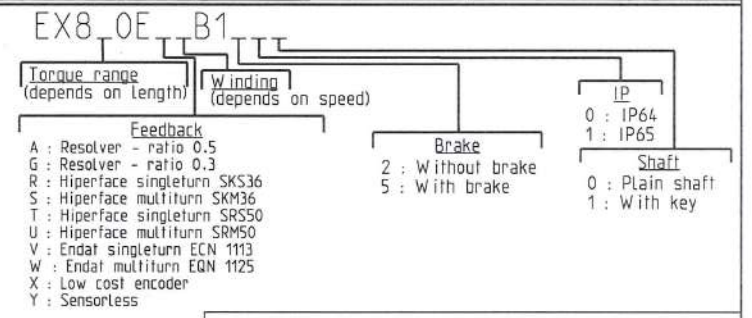 EX8_0E__B1___
Torque range
(depends on length)
Winding
(depends on speed)
Feedback
A : Resolver - ratio 0.5
G : Resolver - ratio 0.3
R : Hiperface singleturn SKS36
S : Hiperface multiturn SKM36
T : Hiperface singleturn SRS50
U : Hiperface multiturn SRM50
V : Endat singleturn ECN 1113
W : Endat multiturn EQN 1125
X : Low cost encoder
Y : Sensorless
Brake
2 : Without brake
5 : With brake
IP
0 : IP64
1 : IP65
Shaft
0 : Plain shaft
1 : With key